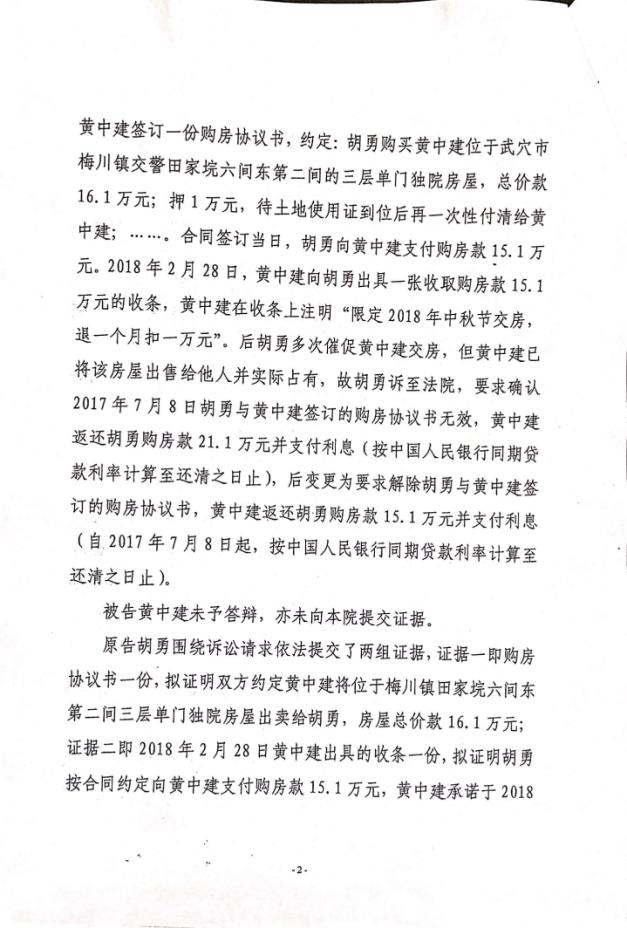 黄中建签订一份购房协议书，约定：胡勇购买黄中建位于武穴市
梅川镇交警田家垸六间东第二间的三层单门独院房屋，总价款
16.1万元；押1万元，待土地使用证到位后再一次性付清给黄
中建；……。合同签订当日，胡勇向黄中建支付购房款15.1万
元。2018年2月28日，黄中建向胡勇出具一张收取购房款15.1
万元的收条，黄中建在收条上注明“限定2018年中秋节交房，
退一个月扣一万元”。后胡勇多次催促黄中建交房，但黄中建已
将该房屋出售给他人并实际占有，故胡勇诉至法院，要求确认
2017年7月8日胡勇与黄中建签订的购房协议书无效，黄中建
返还胡勇购房款21.1万元并支付利息（按中国人民银行同期贷
款利率计算至还清之日止），后变更为要求解除胡勇与黄中建签
订的购房协议书，黄中建返还胡勇购房款15.1万元并支付利息
（自2017年7月8日起，按中国人民银行同期贷款利率计算至
还清之日止）。
被告黄中建未予答辩，亦未向本院提交证据。
原告胡勇围绕诉讼请求依法提交了两组证据，证据一即购房
协议书一份，拟证明双方约定黄中建将位于梅川镇田家垸六间东
第二间三层单门独院房屋出卖给胡勇，房屋总价款16.1万元；
证据二即2018年2月28日黄中建出具的收条一份，拟证明胡勇
按合同约定向黄中建支付购房款15.1万元，黄中建承诺于2018
-2-